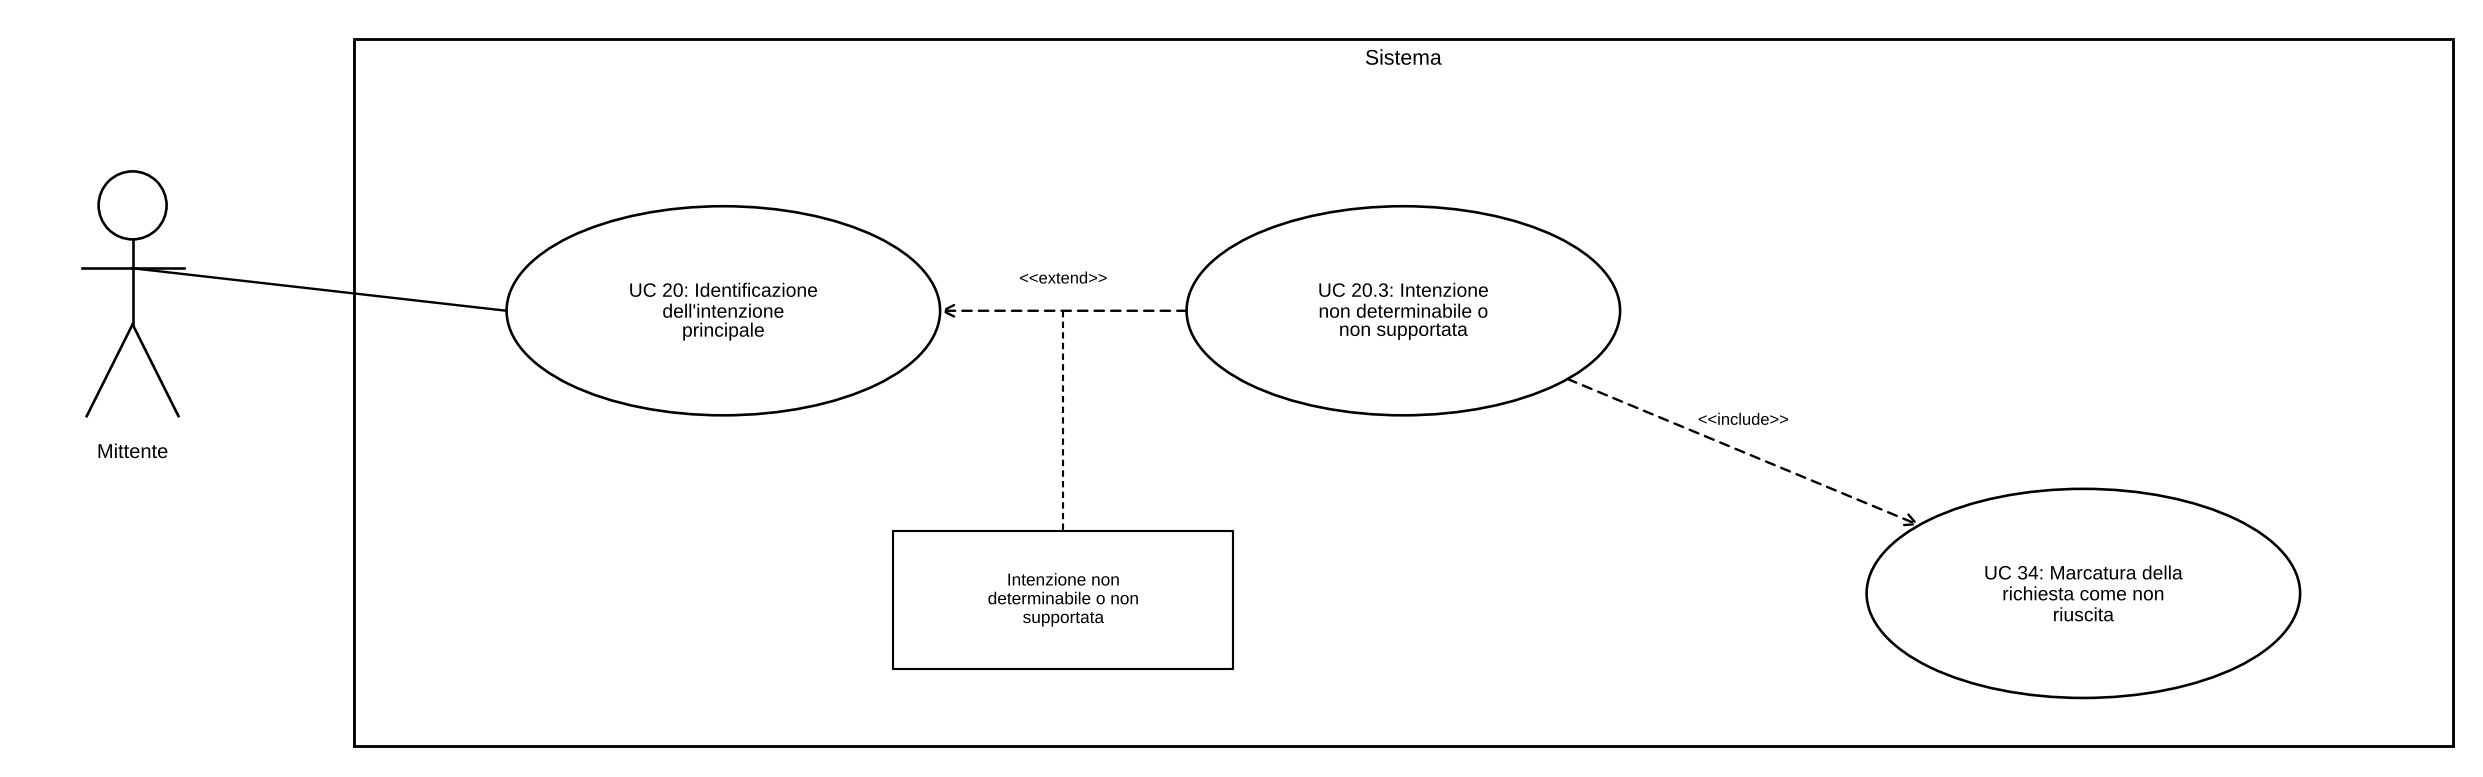 Sistema
Mittente
UC 20: Identificazione
dell'intenzione
principale
<<extend>>
UC 20.3: Intenzione
non determinabile o
non supportata
<<include>>
Intenzione non
determinabile o non
supportata
UC 34: Marcatura della
richiesta come non
riuscita